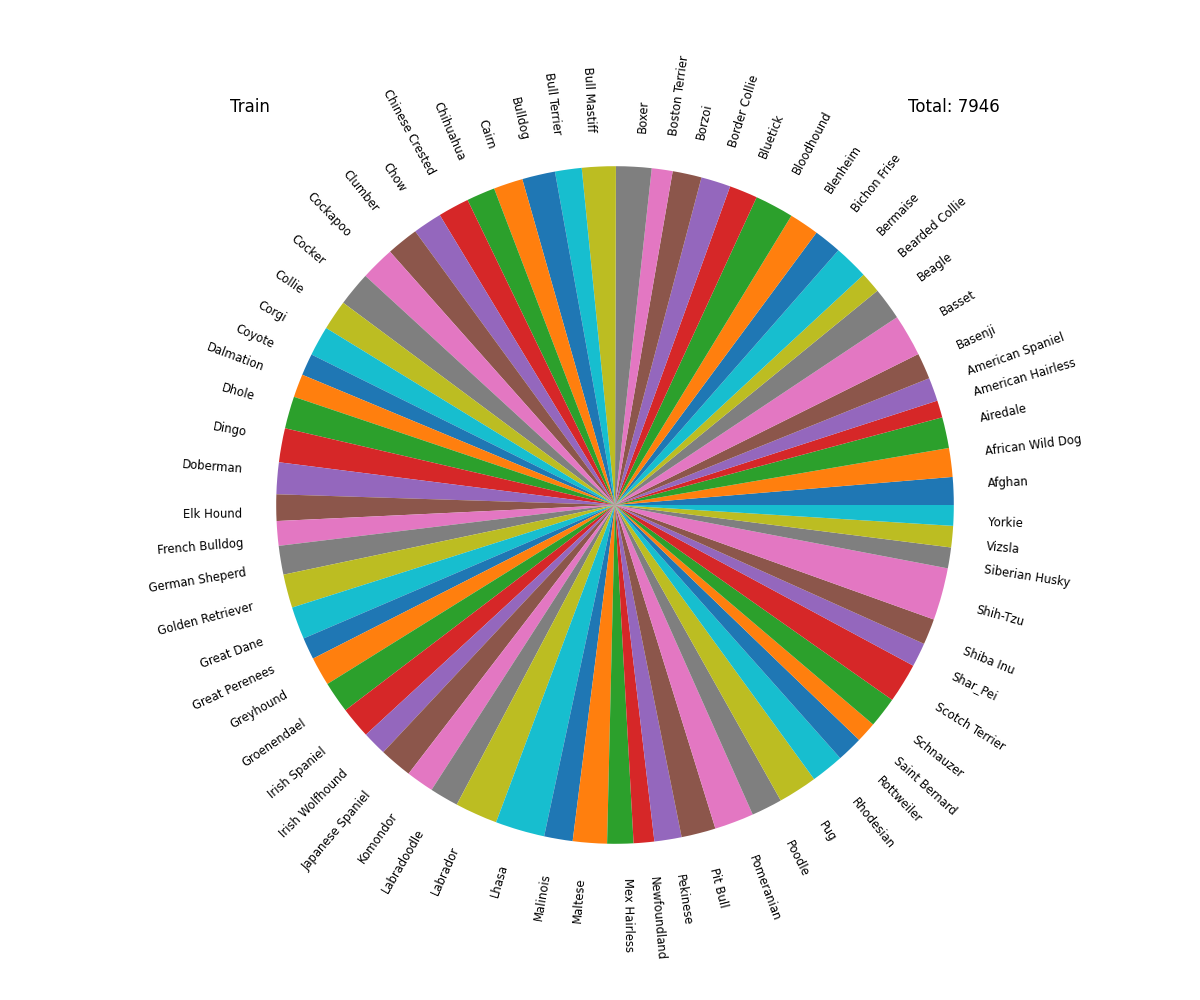 Train
Total: 7946
Afghan
African Wild Dog
Airedale
American Hairless
American Spaniel
Basenji
Basset
Beagle
Bearded Collie
Bermaise
Bichon Frise
Blenheim
Bloodhound
Bluetick
Border Collie
Borzoi
Boston Terrier
Boxer
Bull Mastiff
Bull Terrier
Bulldog
Cairn
Chihuahua
Chinese Crested
Chow
Clumber
Cockapoo
Cocker
Collie
Corgi
Coyote
Dalmation
Dhole
Dingo
Doberman
Elk Hound
French Bulldog
German Sheperd
Golden Retriever
Great Dane
Great Perenees
Greyhound
Groenendael
Irish Spaniel
Irish Wolfhound
Japanese Spaniel
Komondor
Labradoodle
Labrador
Lhasa
Malinois
Maltese
Mex Hairless
Newfoundland
Pekinese
Pit Bull
Pomeranian
Poodle
Pug
Rhodesian
Rottweiler
Saint Bernard
Schnauzer
Scotch Terrier
Shar_Pei
Shiba Inu
Shih-Tzu
Siberian Husky
Vizsla
Yorkie